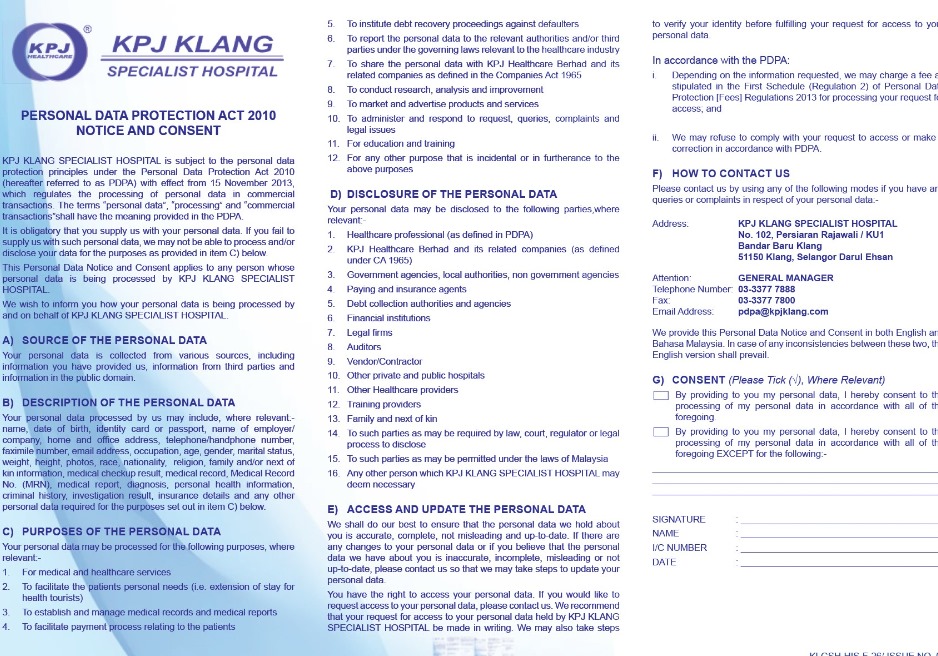 KPJ
HEALTHCARE
®
KPJ KLANG
SPECIALIST HOSPITAL
PERSONAL DATA PROTECTION ACT 2010
NOTICE AND CONSENT
KPJ KLANG SPECIALIST HOSPITAL is subject to the personal data
protection principles under the Personal Data Protection Act 2010
(hereafter referred to as PDPA) with effect from 15 November 2013,
which regulates the processing of personal data in commercial
transactions. The terms "personal data", "processing" and "commercial
transactions"shall have the meaning provided in the PDPA.
It is obligatory that you supply us with your personal data. If you fail to
supply us with such personal data, we may not be able to process and/or
disclose your data for the purposes as provided in item C) below.
This Personal Data Notice and Consent applies to any person whose
personal data is being processed by KPJ KLANG SPECIALIST
HOSPITAL.
We wish to inform you how your personal data is being processed by
and on behalf of KPJ KLANG SPECIALIST HOSPITAL.
A) SOURCE OF THE PERSONAL DATA
Your personal data is collected from various sources, including
information you have provided us, information from third parties and
information in the public domain.
B) DESCRIPTION OF THE PERSONAL DATA
Your personal data processed by us may include, where relevant:-
name, date of birth, identity card or passport, name of employer/
company, home and office address, telephone/handphone number,
faximile number, email address, occupation, age, gender, marital status,
weight, height, photos, race, nationality, religion, family and/or next of
kin information, medical checkup result, medical record, Medical Record
No. (MRN), medical report, diagnosis, personal health information,
criminal history, investigation result, insurance details and any other
personal data required for the purposes set out in item C) below.
C) PURPOSES OF THE PERSONAL DATA
Your personal data may be processed for the following purposes, where
relevant:-
1. For medical and healthcare services
2. To facilitate the patients personal needs (i.e. extension of stay for
health tourists)
3. To establish and manage medical records and medical reports
4. To facilitate payment process relating to the patients
5. To institute debt recovery proceedings against defaulters
6. To report the personal data to the relevant authorities and/or third
parties under the governing laws relevant to the healthcare industry
7. To share the personal data with KPJ Healthcare Berhad and its
related companies as defined in the Companies Act 1965
8. To conduct research, analysis and improvement
9. To market and advertise products and services
10. To administer and respond to request, queries, complaints and
legal issues
11. For education and training
12. For any other purpose that is incidental or in furtherance to the
above purposes
D) DISCLOSURE OF THE PERSONAL DATA
Your personal data may be disclosed to the following parties,where
relevant:-
1. Healthcare professional (as defined in PDPA)
2. KPJ Healthcare Berhad and its related companies (as defined
under CA 1965)
3. Government agencies, local authorities, non government agencies
4. Paying and insurance agents
5. Debt collection authorities and agencies
6. Financial institutions
7. Legal firms
8. Auditors
9. Vendor/Contractor
10. Other private and public hospitals
11. Other Healthcare providers
12. Training providers
13. Family and next of kin
14. To such parties as may be required by law, court, regulator or legal
process to disclose
15. To such parties as may be permitted under the laws of Malaysia
16. Any other person which KPJ KLANG SPECIALIST HOSPITAL may
deem necessary
E) ACCESS AND UPDATE THE PERSONAL DATA
We shall do our best to ensure that the personal data we hold about
you is accurate, complete, not misleading and up-to-date. If there are
any changes to your personal data or if you believe that the personal
data we have about you is inaccurate, incomplete, misleading or not
up-to-date, please contact us so that we may take steps to update your
personal data.
You have the right to access your personal data. If you would like to
request access to your personal data, please contact us. We recommend
that your request for access to your personal data held by KPJ KLANG
SPECIALIST HOSPITAL be made in writing. We may also take steps
to verify your identity before fulfilling your request for access to
personal data.
In accordance with the PDPA:
i. Depending on the information requested, we may charge a fee
stipulated in the First Schedule (Regulation 2) of Personal
Protection [Fees] Regulations 2013 for processing your request
access, and
ii. We may refuse to comply with your request to access or make
correction in accordance with PDPA.
F) HOW TO CONTACT US
Please contact us by using any of the following modes if you have
queries or complaints in respect of your personal data.-
Address: KPJ KLANG SPECIALIST HOSPITAL
No. 102, Persiaran Rajawali / KU1
Bandar Baru Klang
51150 Klang, Selangor Darul Ehsan
Attention: GENERAL MANAGER
Telephone Number: 03-3377 7888
Fax: 03-3377 7800
Email Address: pdpa@kpjklang.com
We provide this Personal Data Notice and Consent in both English
Bahasa Malaysia. In case of any inconsistencies between these two,
English version shall prevail.
G) CONSENT (Please Tick (√), Where Relevant)
By providing to you my personal data, I hereby consent to
processing of my personal data in accordance with all of
foregoing.
By providing to you my personal data, I hereby consent to
processing of my personal data in accordance with all of
foregoing EXCEPT for the following:-
SIGNATURE :
NAME :
I/C NUMBER :
DATE :